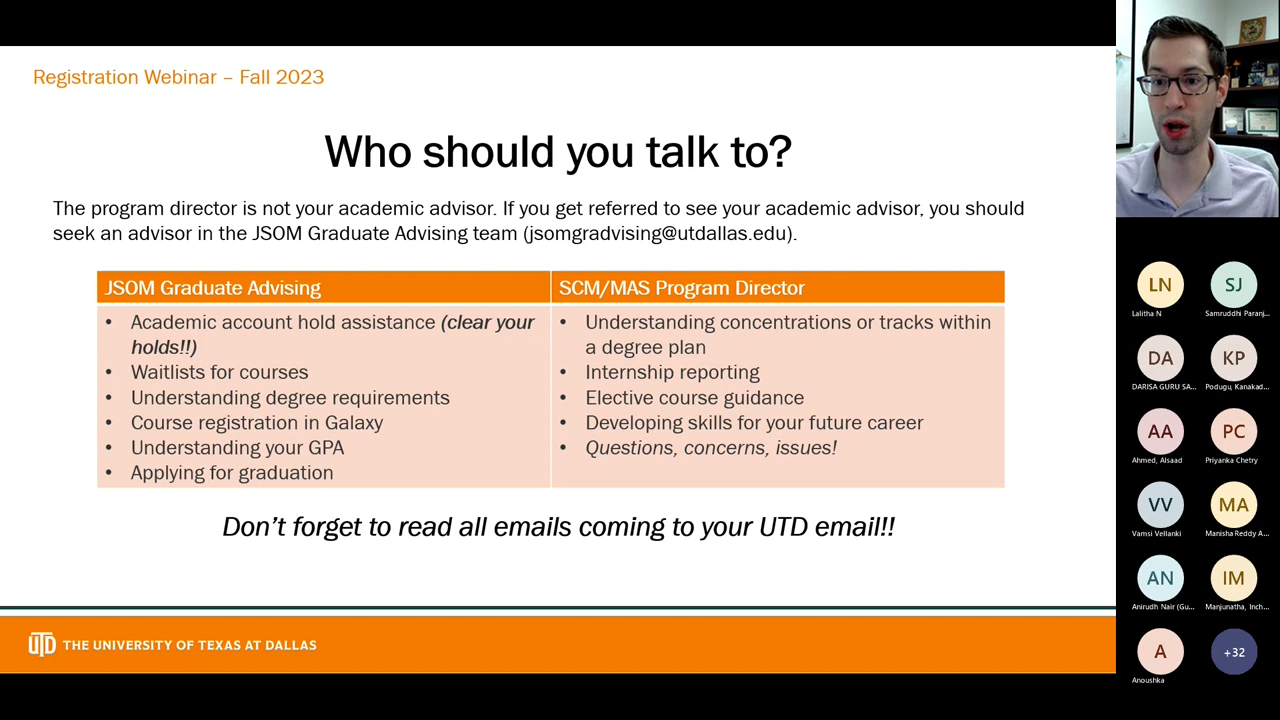 Registration Webinar – Fall 2023
Who should you talk to?
The program director is not your academic advisor. If you get referred to see your academic advisor, you should
seek an advisor in the JSOM Graduate Advising team (jsomgradvising@utdallas.edu).
JSOM Graduate Advising
• Academic account hold assistance (clear your
holds!!)
• Waitlists for courses
• Understanding degree requirements
• Course registration in Galaxy
• Understanding your GPA
• Applying for graduation
SCM/MAS Program Director
• Understanding concentrations or tracks within
a degree plan
• Internship reporting
• Elective course guidance
• Developing skills for your future career
• Questions, concerns, issues!
Don't forget to read all emails coming to your UTD email!!
UTD THE UNIVERSITY OF TEXAS AT DALLAS
LN
Lalitha N
SJ
Samruddhi Paranj...
DA
DARISA GURU SA...
KP
Podugu, Kanakad...
AA
Ahmed, Alsaad
PC
Priyanka Chetry
VV
Vamsi Vellanki
MA
Manisha Reddy A...
AN
Anirudh Nair (Gu...
IM
Manjunatha, Inch...
A
Anoushka
+32